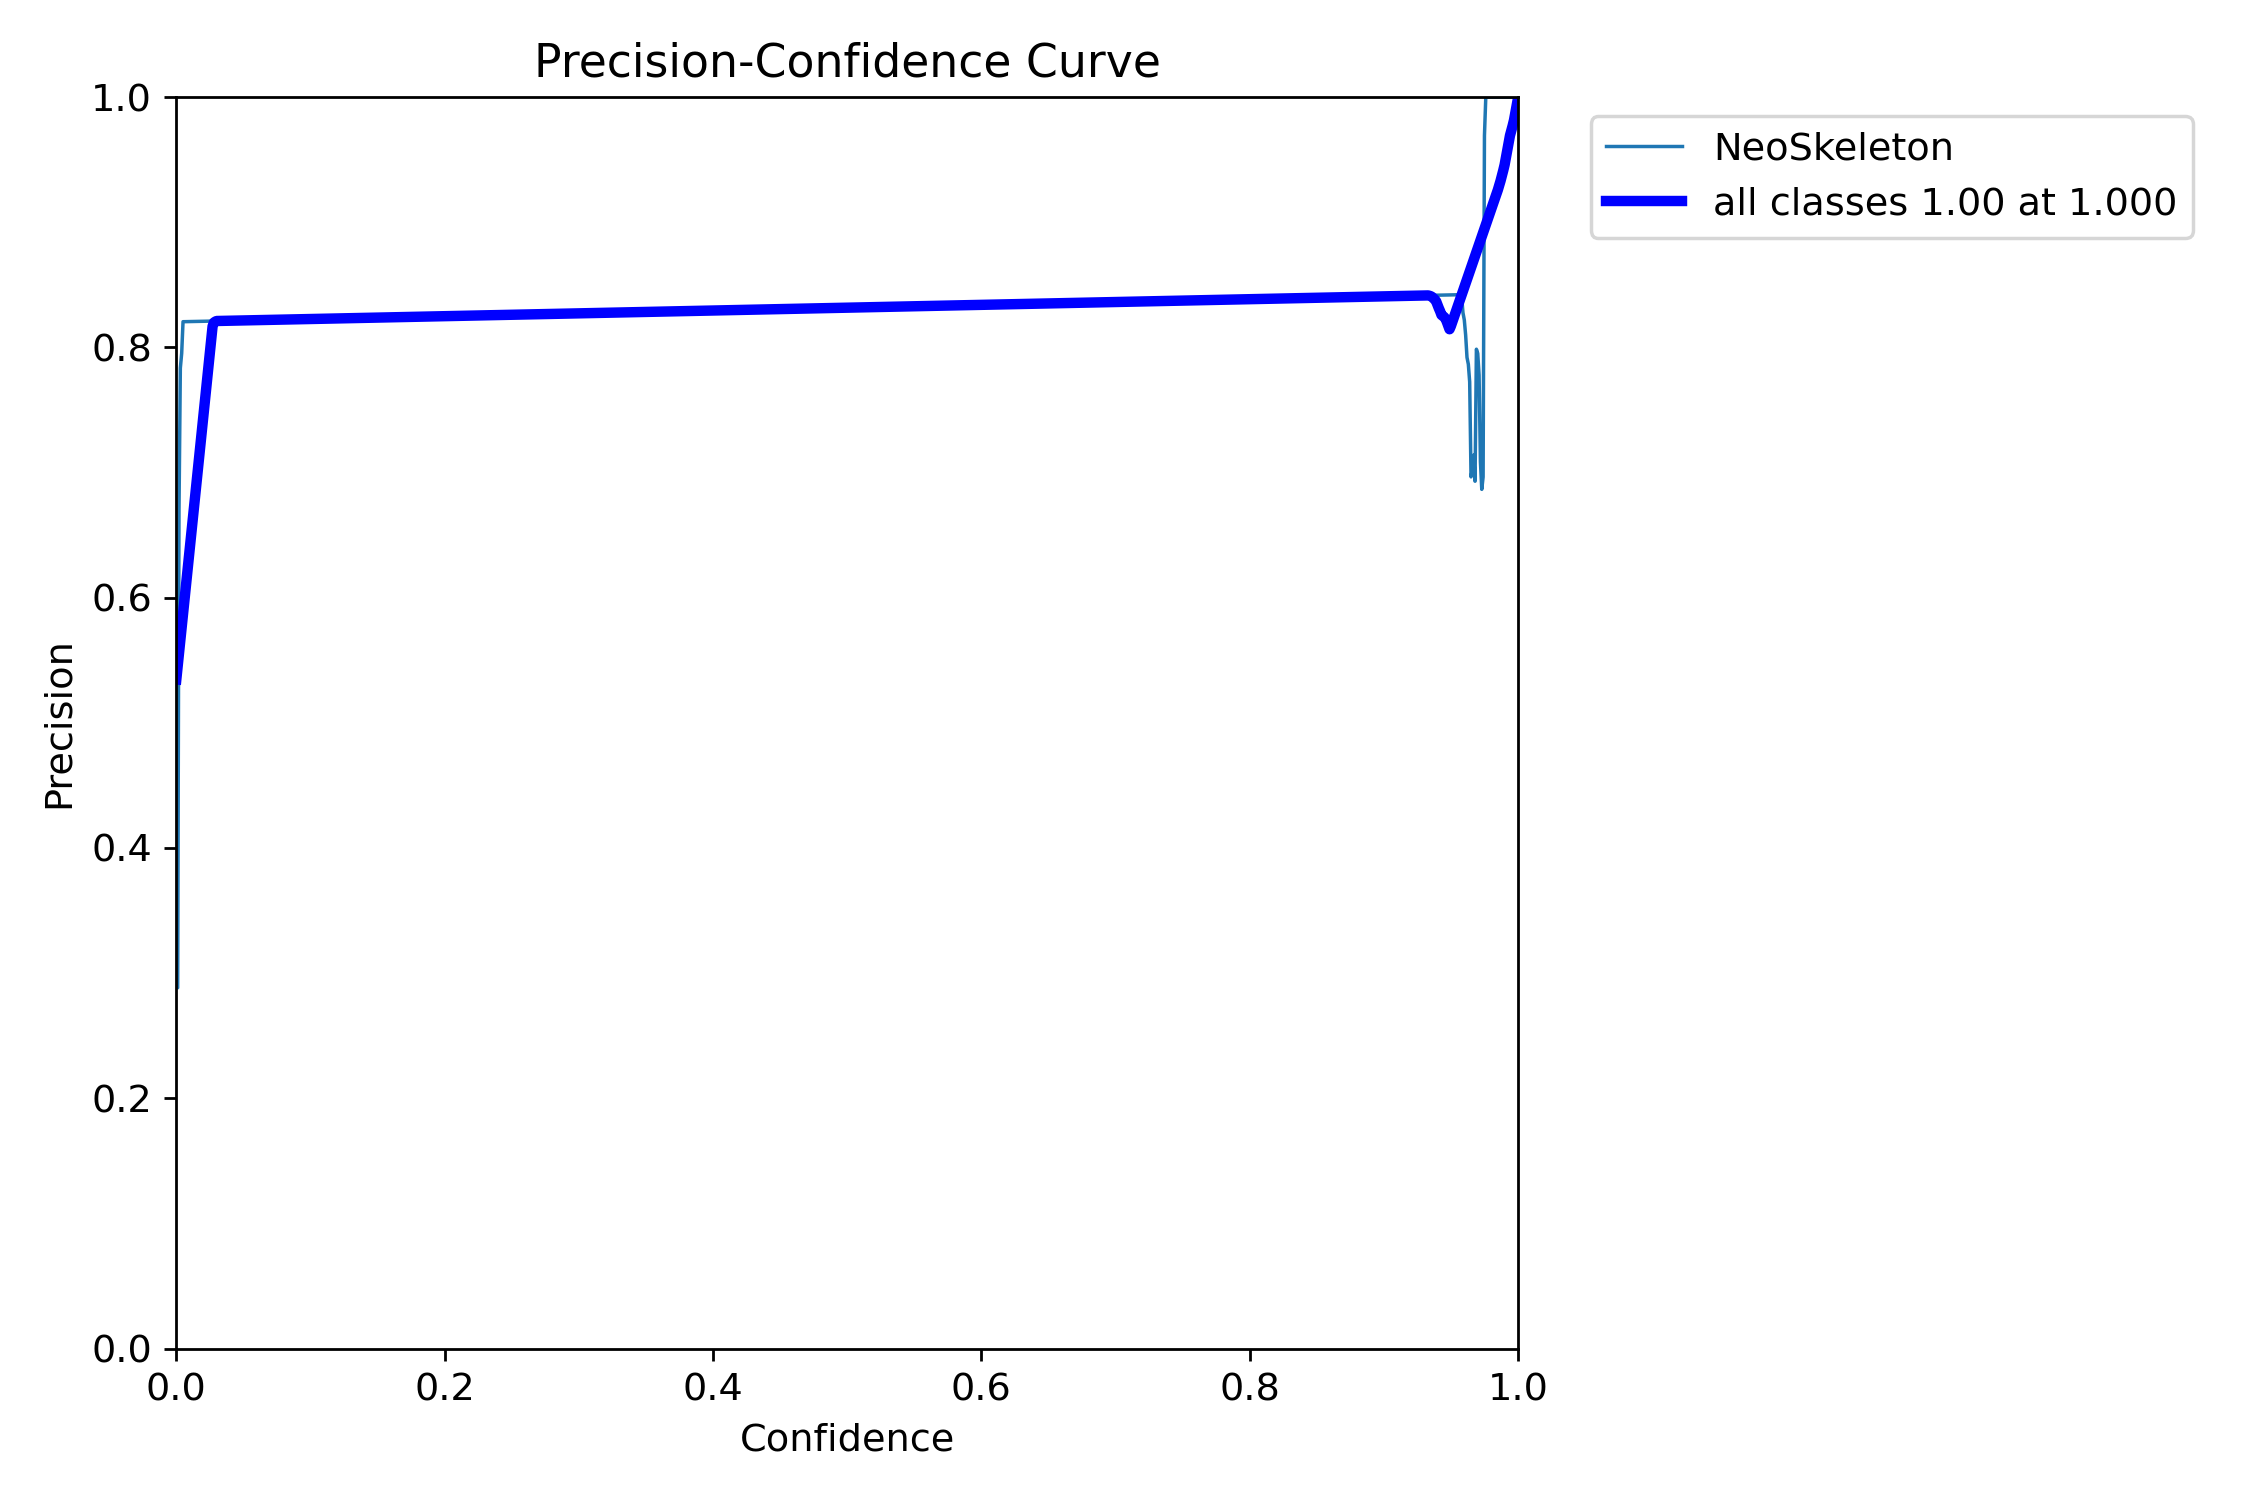 Precision-Confidence Curve
1.0
0.8
0.6
0.4
0.2
0.0
Precision
0.0 0.2 0.4 0.6 0.8 1.0
Confidence
NeoSkeleton
all classes 1.00 at 1.000